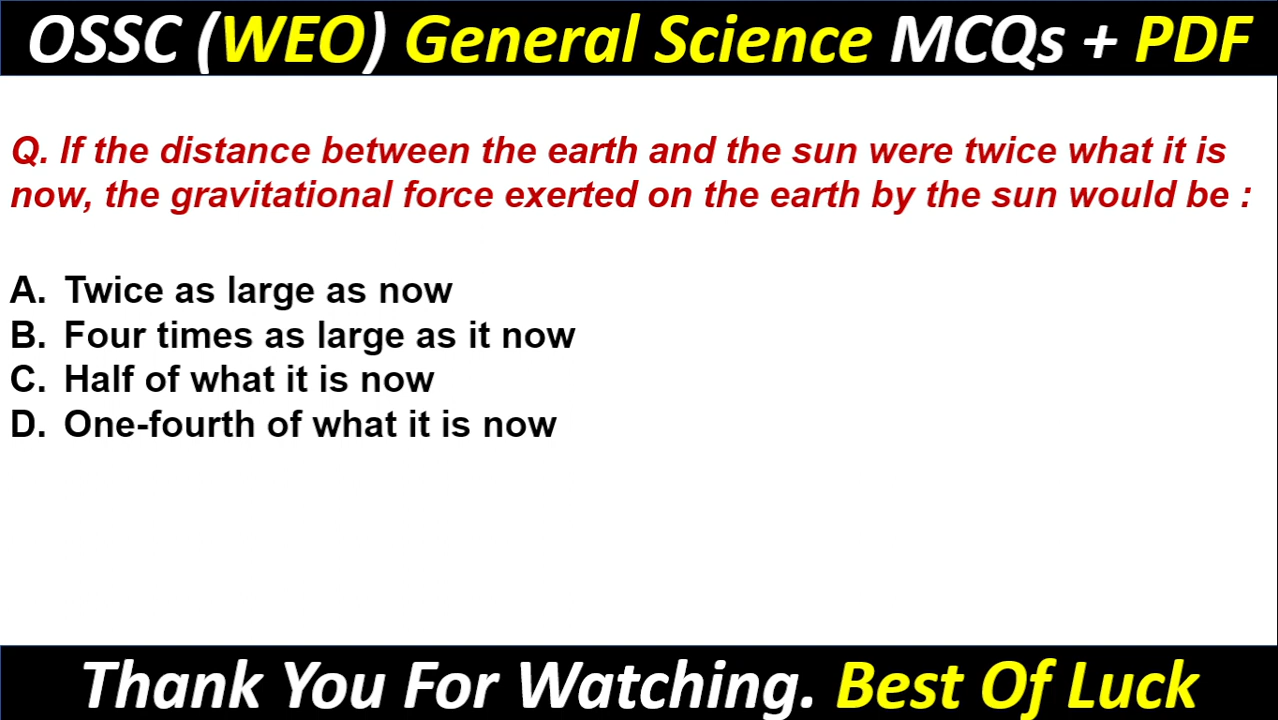 OSSC (WEO) General Science MCQs + PDF
Q. If the distance between the earth and the sun were twice what it is
now, the gravitational force exerted on the earth by the sun would be :
A. Twice as large as now
B. Four times as large as it now
C. Half of what it is now
D. One-fourth of what it is now
Thank You For Watching. Best Of Luck